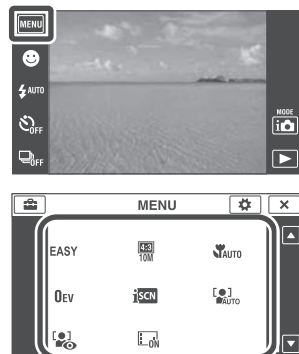 MENU
AUTO
OFF
OFF
MODE
i
MENU
EASY
4:3
10M
AUTO
0EV
iSCN
AUTO
ON